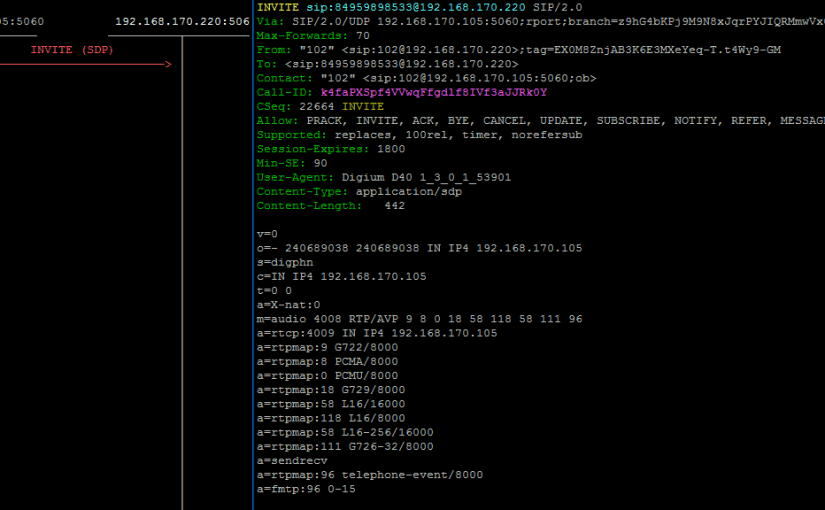 05:5060
192.168.170.220:506
INVITE (SDP)
INVITE sip:84959898533@192.168.170.220 SIP/2.0
Via: SIP/2.0/UDP 192.168.170.105:5060;rport;branch=z9hG4bKPj9M9N8xJqrPYJIQRMmwVx
Max-Forwards: 70
From: "102" <sip:102@192.168.170.220>;tag=EX0M8ZnjAB3K6E3MXeYeq-T.t4Wy9-GM
To: <sip:84959898533@192.168.170.220>
Contact: "102" <sip:102@192.168.170.105:5060;ob>
Call-ID: k4faPXSpf4VVwqFfgdlf8IVf3aJJRk0Y
CSeq: 22664 INVITE
Allow: PRACK, INVITE, ACK, BYE, CANCEL, UPDATE, SUBSCRIBE, NOTIFY, REFER, MESSAG
Supported: replaces, 100rel, timer, norefersub
Session-Expires: 1800
Min-SE: 90
User-Agent: Digium D40 1_3_0_1_53901
Content-Type: application/sdp
Content-Length:   442
v=0
o=- 240689038 240689038 IN IP4 192.168.170.105
s=digphn
c=IN IP4 192.168.170.105
t=0 0
a=X-nat:0
m=audio 4008 RTP/AVP 9 8 0 18 58 118 58 111 96
a=rtcp:4009 IN IP4 192.168.170.105
a=rtpmap:9 G722/8000
a=rtpmap:8 PCMA/8000
a=rtpmap:0 PCMU/8000
a=rtpmap:18 G729/8000
a=rtpmap:58 L16/16000
a=rtpmap:118 L16/8000
a=rtpmap:58 L16-256/16000
a=rtpmap:111 G726-32/8000
a=sendrecv
a=rtpmap:96 telephone-event/8000
a=fmtp:96 0-15